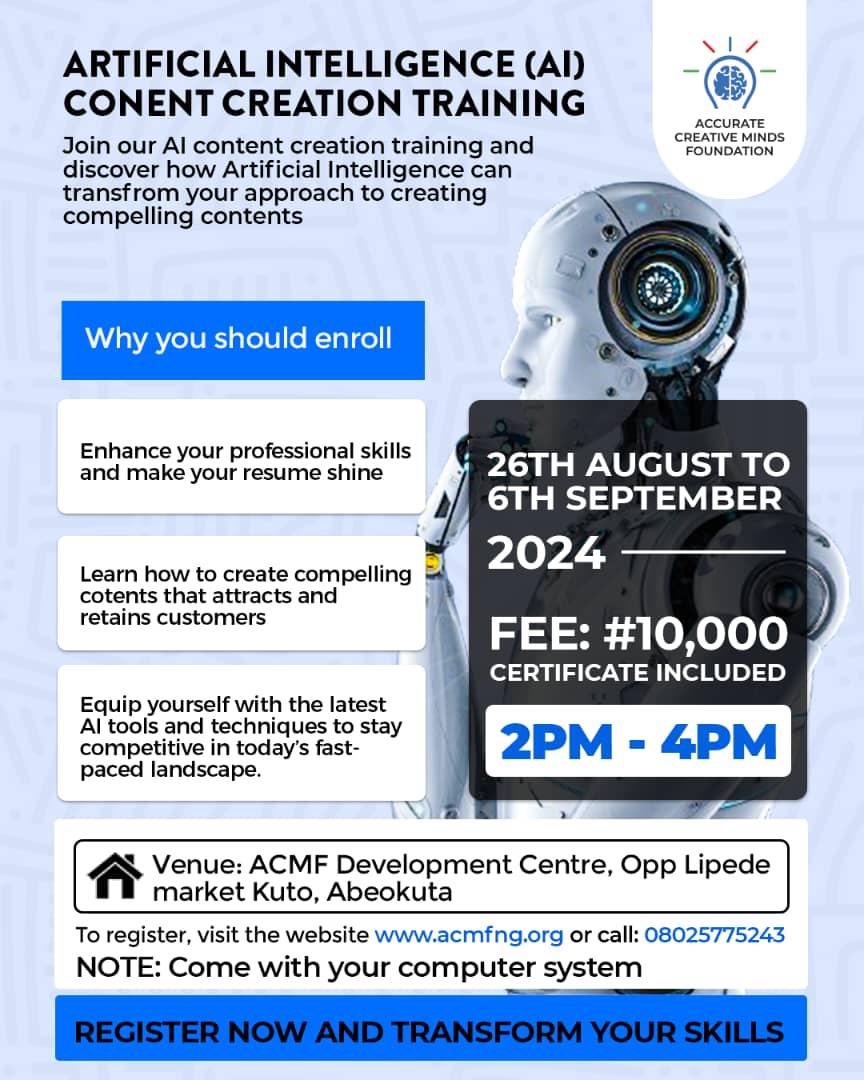 ARTIFICIAL INTELLIGENCE (AI)
CONENT CREATION TRAINING
Join our AI content creation training and
discover how Artificial Intelligence can
transfrom your approach to creating
compelling contents
ACCURATE
CREATIVE MINDS
FOUNDATION
Why you should enroll
Enhance your professional skills
and make your resume shine
Learn how to create compelling
cotents that attracts and
retains customers
Equip yourself with the latest
AI tools and techniques to stay
competitive in today's fast-
paced landscape.
26TH AUGUST TO
6TH SEPTEMBER
2024
FEE: #10,000
CERTIFICATE INCLUDED
2PM - 4PM
Venue: ACMF Development Centre, Opp Lipede
market Kuto, Abeokuta
To register, visit the website www.acmfng.org or call: 08025775243
NOTE: Come with your computer system
REGISTER NOW AND TRANSFORM YOUR SKILLS